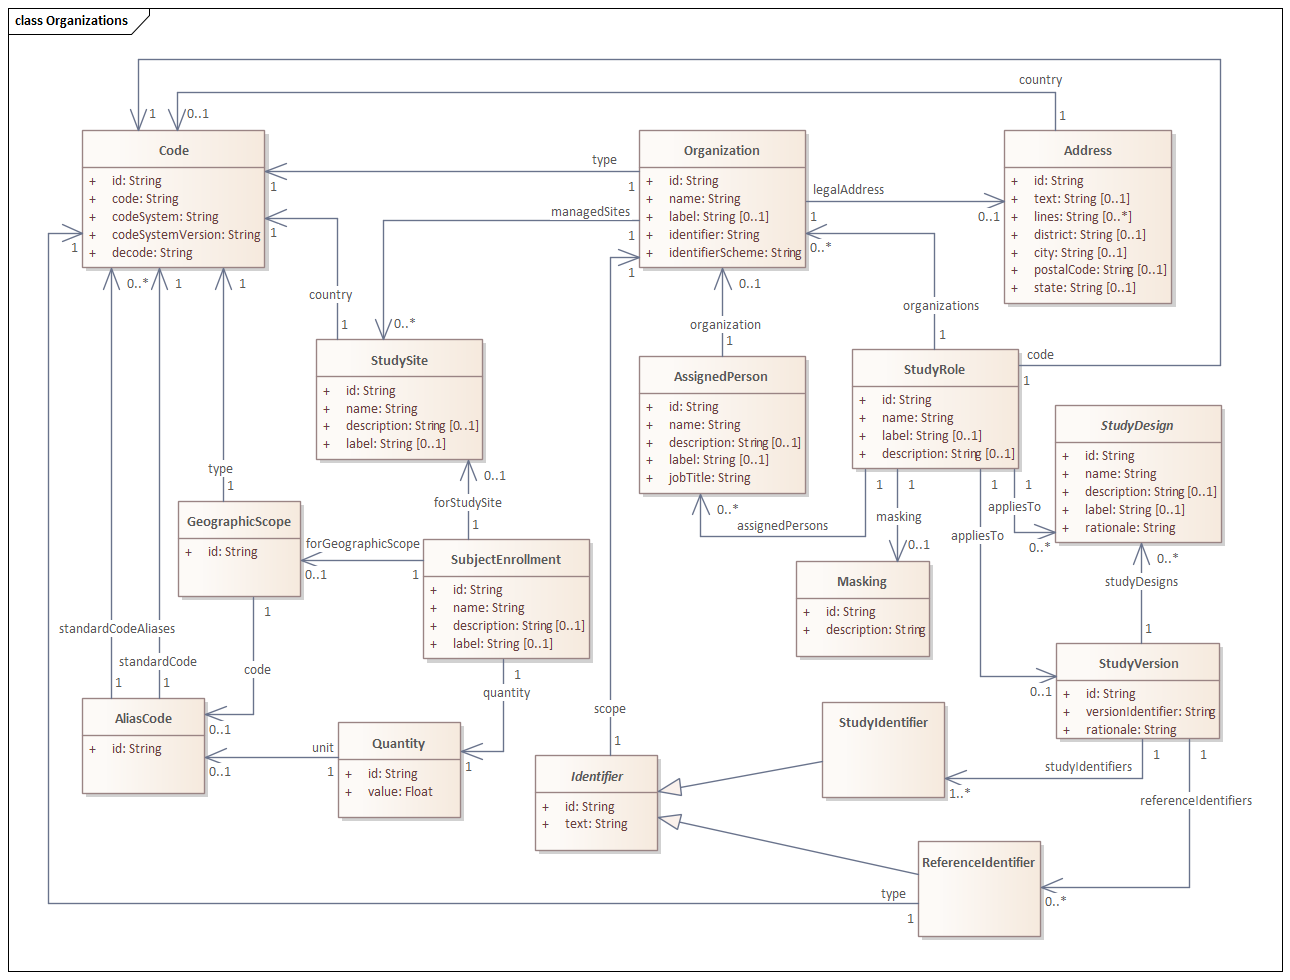 class Organizations
country
1
0..1
1
Code
+ id: String
+ code: String
+ codeSystem: String
+ codeSystemVersion: String
+ decode: String
Organization
+ id: String
+ name: String
+ label: String [0..1]
+ identifier: String
+ identifierScheme: String
Address
+ id: String
+ text: String [0..1]
+ lines: String [0..*]
+ district: String [0..1]
+ city: String [0..1]
+ postalCode: String [0..1]
+ state: String [0..1]
type
1
1
legalAddress
1
0..1
managedSites
1
0..*
1
1
0..*
1
0..*
1
1
country
1
organizations
1
organization
0..1
1
StudySite
+ id: String
+ name: String
+ description: String [0..1]
+ label: String [0..1]
AssignedPerson
+ id: String
+ name: String
+ description: String [0..1]
+ label: String [0..1]
+ jobTitle: String
StudyRole
+ id: String
+ name: String
+ label: String [0..1]
+ description: String [0..1]
code
1
StudyDesign
+ id: String
+ name: String
+ description: String [0..1]
+ label: String [0..1]
+ rationale: String
type
1
0..1
forStudySite
1
0..*
assignedPersons
1
1
masking
0..1
1
appliesTo
1
appliesTo
0..*
0..*
studyDesigns
1
GeographicScope
+ id: String
forGeographicScope
0..1
1
SubjectEnrollment
+ id: String
+ name: String
+ description: String [0..1]
+ label: String [0..1]
Masking
+ id: String
+ description: String
1
standardCodeAliases
1
standardCode
1
code
0..1
1
quantity
1
StudyVersion
+ id: String
+ versionIdentifier: String
+ rationale: String
0..1
AliasCode
+ id: String
unit
1
0..1
Quantity
+ id: String
+ value: Float
scope
1
Identifier
+ id: String
+ text: String
StudyIdentifier
studyIdentifiers
1
1..*
1
referenceIdentifiers
0..*
ReferenceIdentifier
type
1